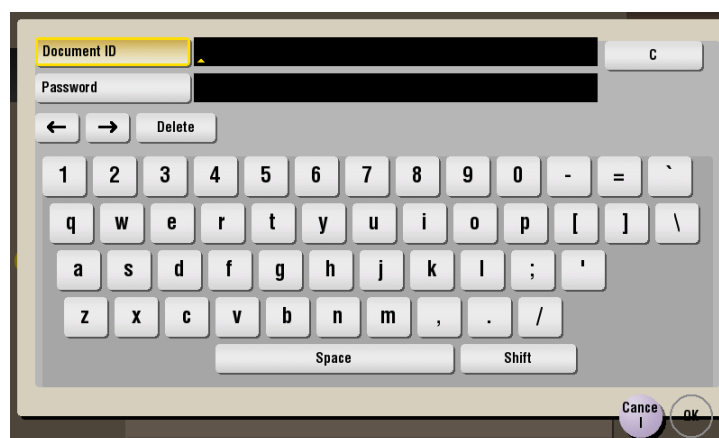 Document ID
C
Password
← → Delete
1 2 3 4 5 6 7 8 9 0 - = `
q w e r t y u i o p [ ] \
a s d f g h j k l ; '
z x c v b n m , . /
Space Shift
Cance
l
OK